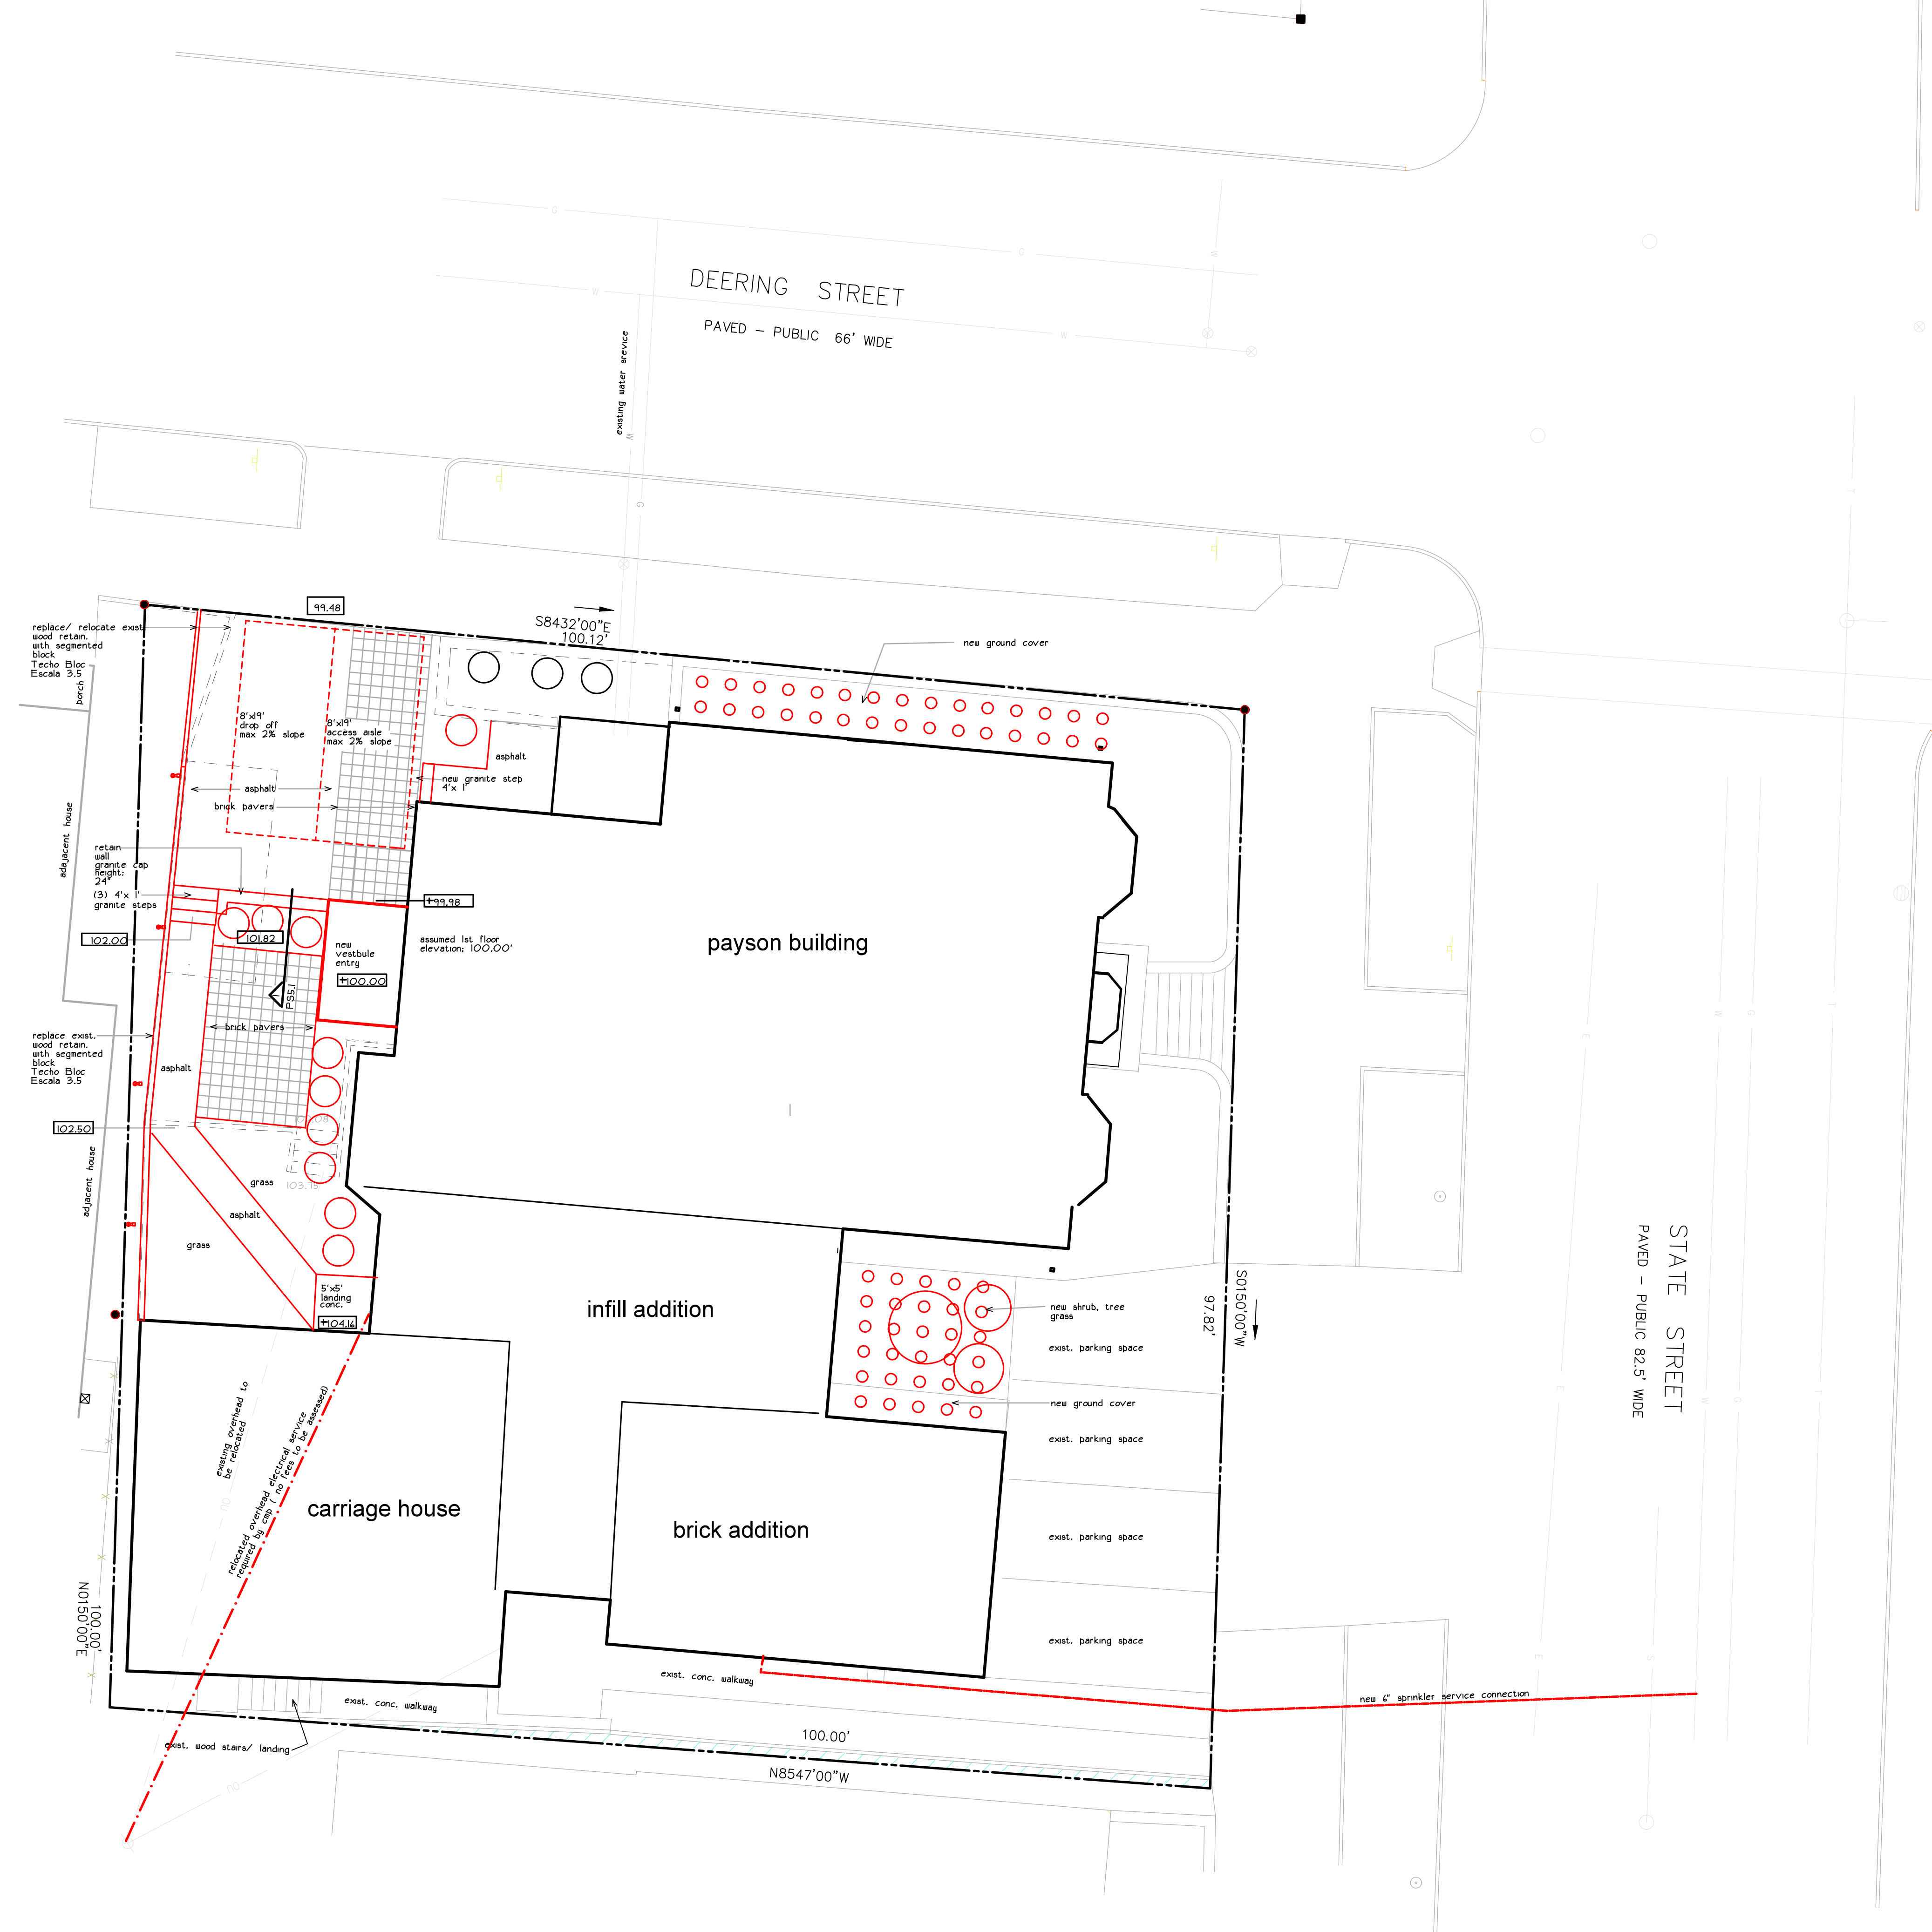 DEERING STREET
PAVED – PUBLIC 66' WIDE
existing water srevice
G
G
W
W
W
W
G
99.48
S8432'00"E
100.12'
new ground cover
replace/ relocate exist
wood retain.
with segmented
block
Techo Bloc
Escala 3.5
porch
8'x19'
drop off
max 2% slope
8'x19'
access aisle
max 2% slope
asphalt
new granite step
4'x 1'
asphalt
brick pavers
adajacent house
retain
wall
granite cap
height:
24"
(3) 4'x 1'
granite steps
102.00
101.82
+99.98
new
vestbule
entry
+100.00
assumed 1st floor
elevation: 100.00'
payson building
PS5.1
brick pavers
replace exist.
wood retain.
with segmented
block
Techo Bloc
Escala 3.5
asphalt
102.50
103.15
adjacent house
grass
asphalt
grass
5'x5'
landing
conc.
+104.16
infill addition
new shrub, tree
grass
exist. parking space
new ground cover
exist. parking space
exist. parking space
exist. parking space
S0150'00"W
97.82'
STATE STREET
PAVED – PUBLIC 82.5' WIDE
existing overhead to
be relocated
relocated overhead electrical service
required by cmp ( no fees to be assessed)
carriage house
brick addition
100.00'
N0150'00"E
exist. conc. walkway
exist. conc. walkway
new 6" sprinkler service connection
exist. wood stairs/ landing
100.00'
N8547'00"W